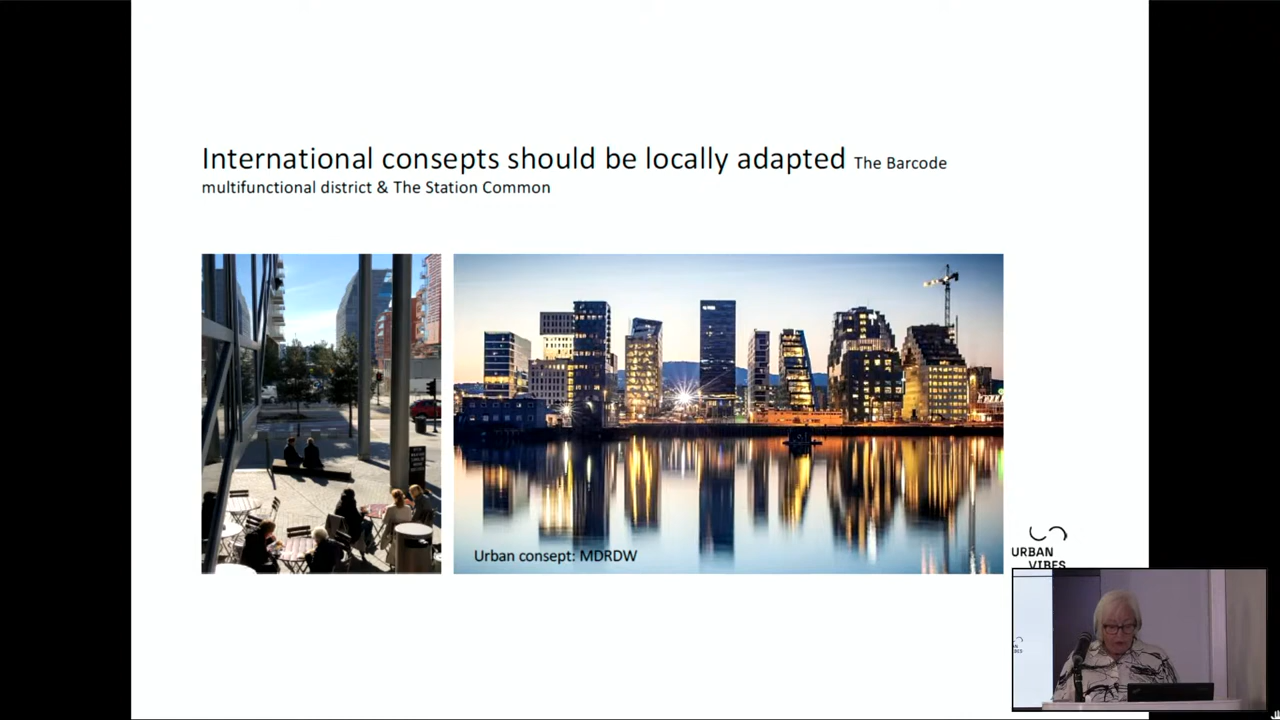 International consepts should be locally adapted The Barcode
multifunctional district & The Station Common
Urban consept: MDRDW
URBAN
VIBES